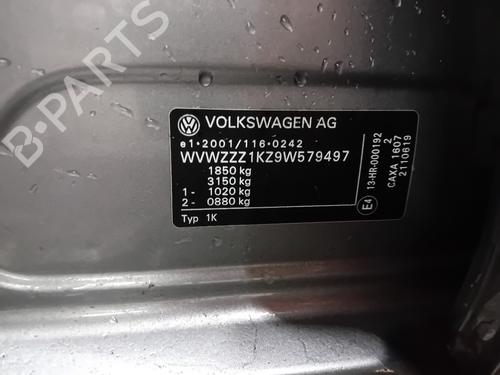 VOLKSWAGEN AG
e1*2001/116*0242
WVWZZZ1KZ9W579497
1850 kg
3150 kg
1- 1020 kg
2- 0880 kg
Typ 1K
E4
13-HR-000192
2
CAXA 1607
2110619
B-PARTS